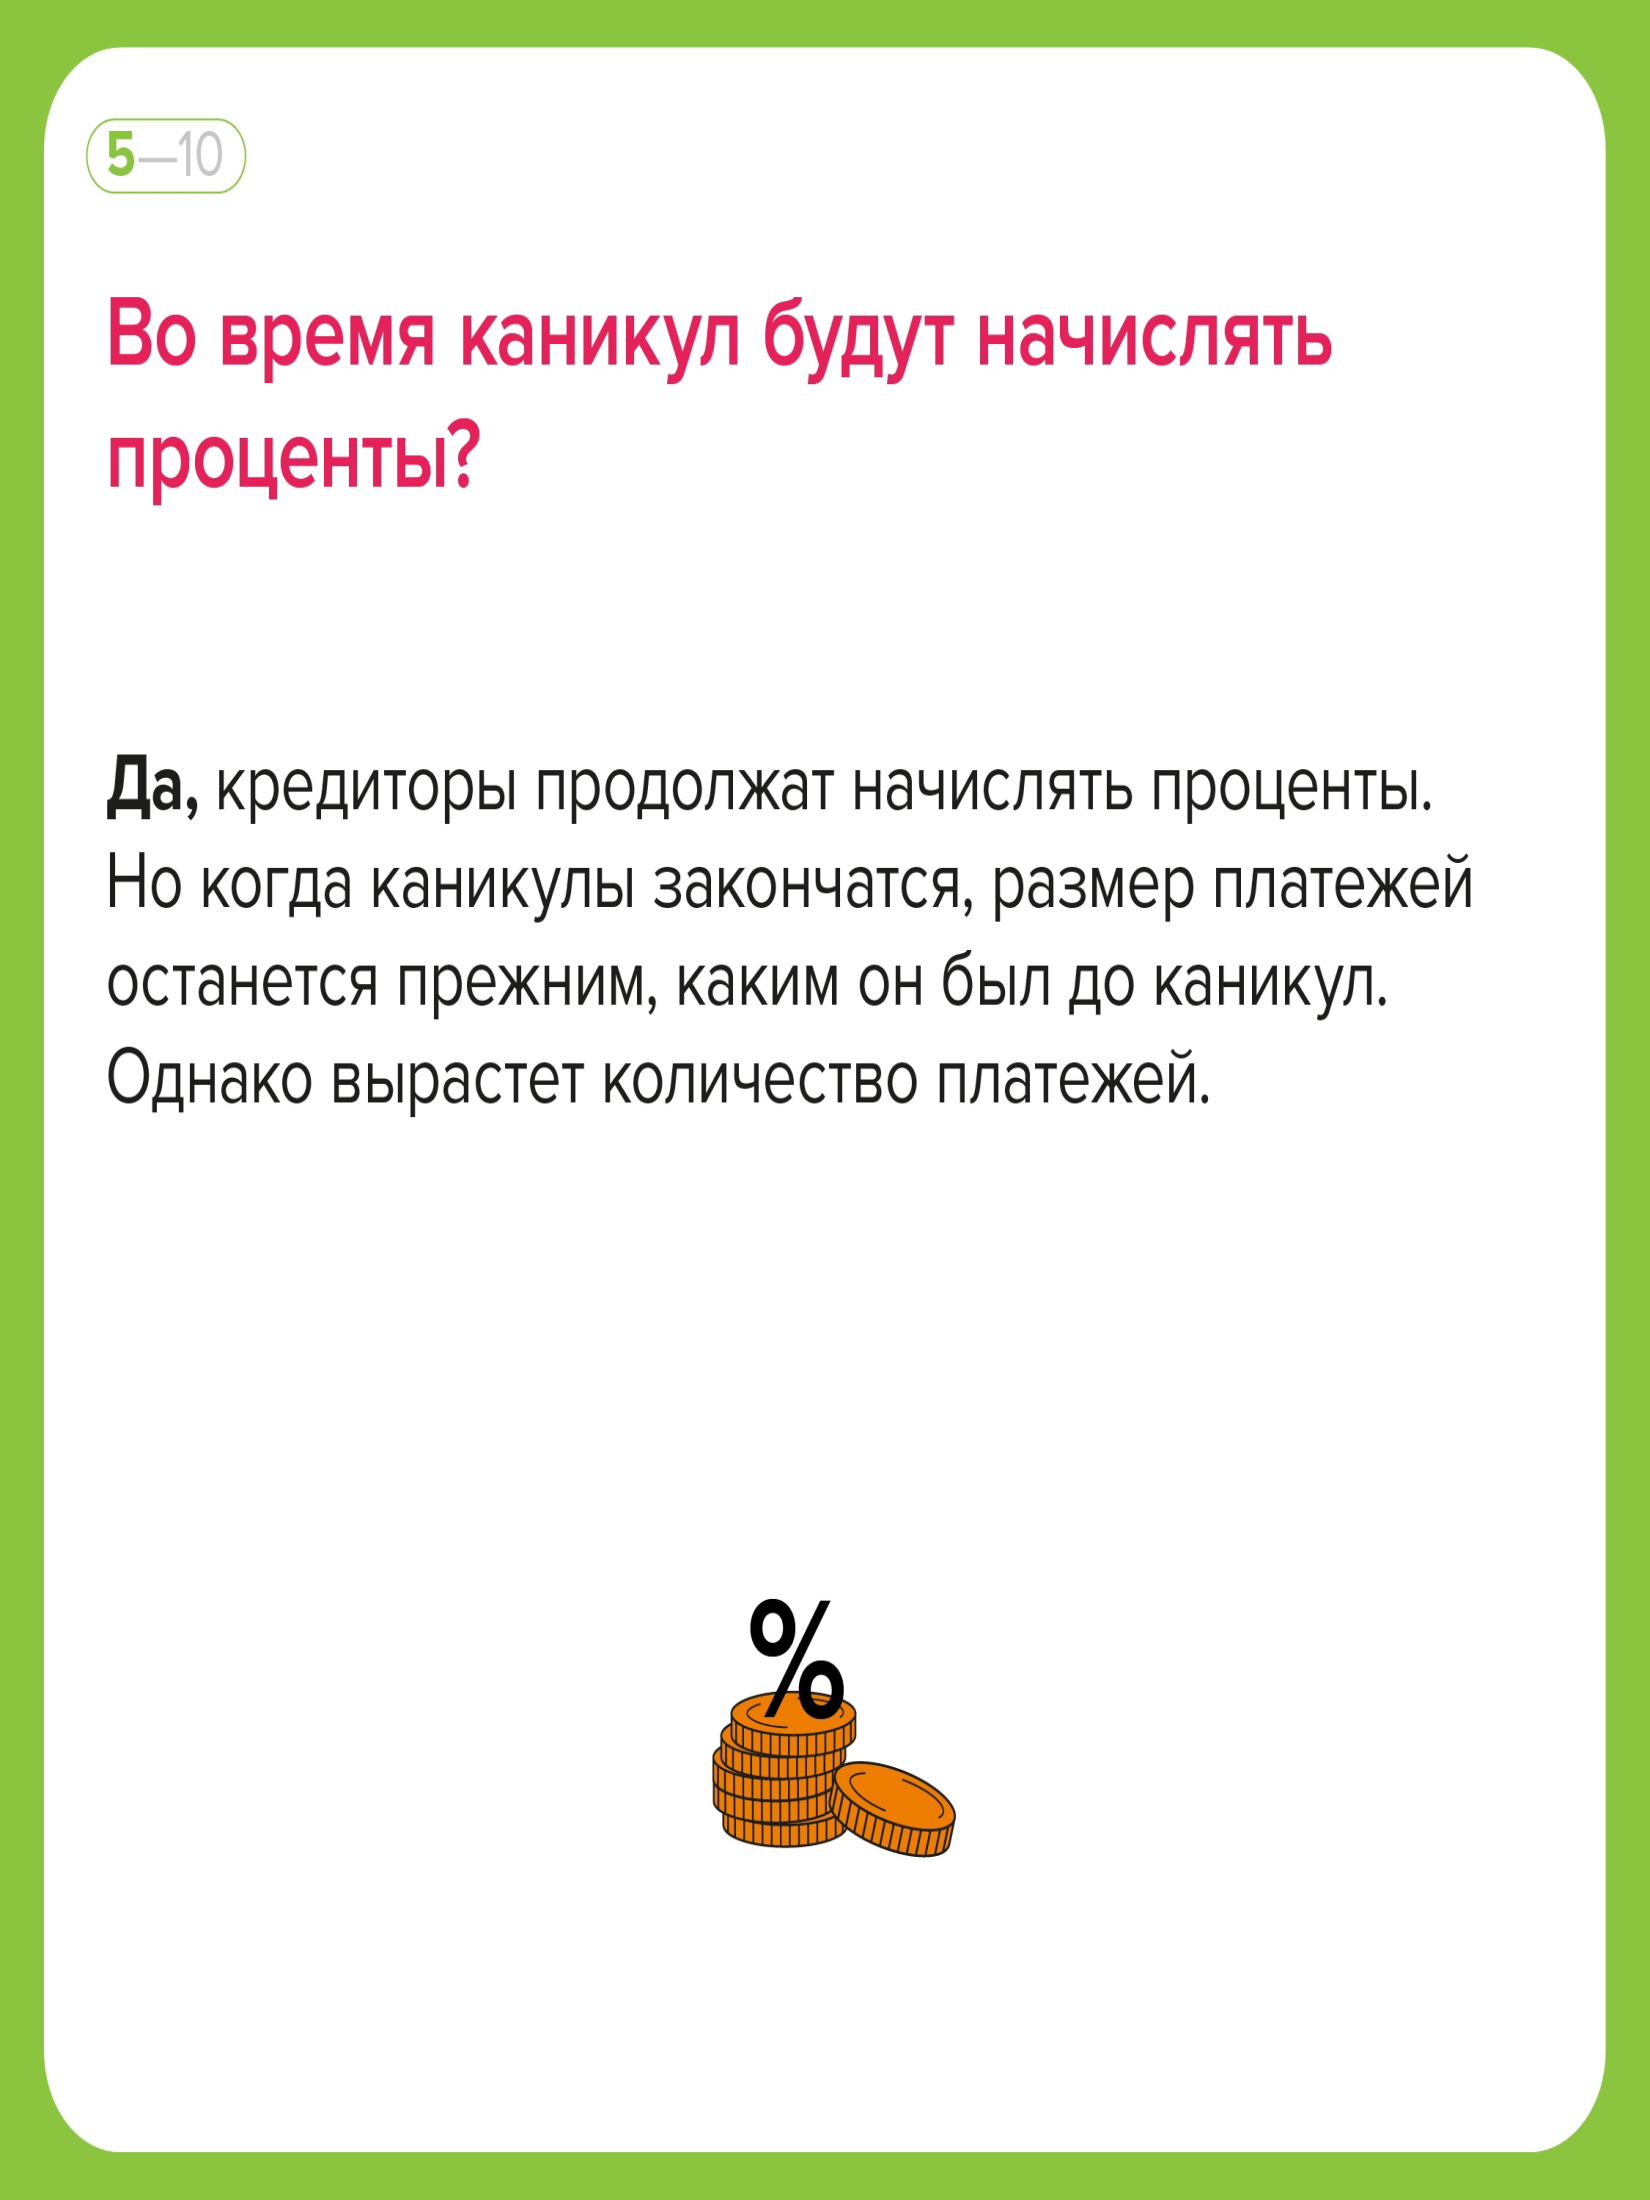 5—10
Во время каникул будут начислять
проценты?
Да, кредиторы продолжат начислять проценты.
Но когда каникулы закончатся, размер платежей
останется прежним, каким он был до каникул.
Однако вырастет количество платежей.
%